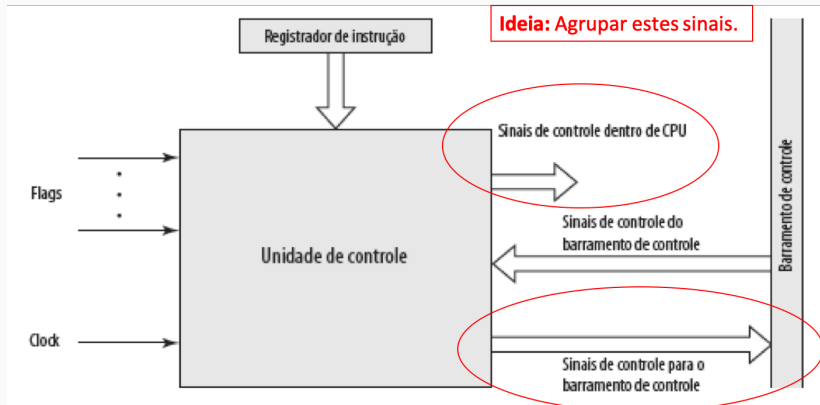 Ideia: Agrupar estes sinais.
Registrador de instrução
Sinais de controle dentro de CPU
Flags
Sinais de controle do
barramento de controle
Unidade de controle
Barramento de controle
Clock
Sinais de controle para o
barramento de controle